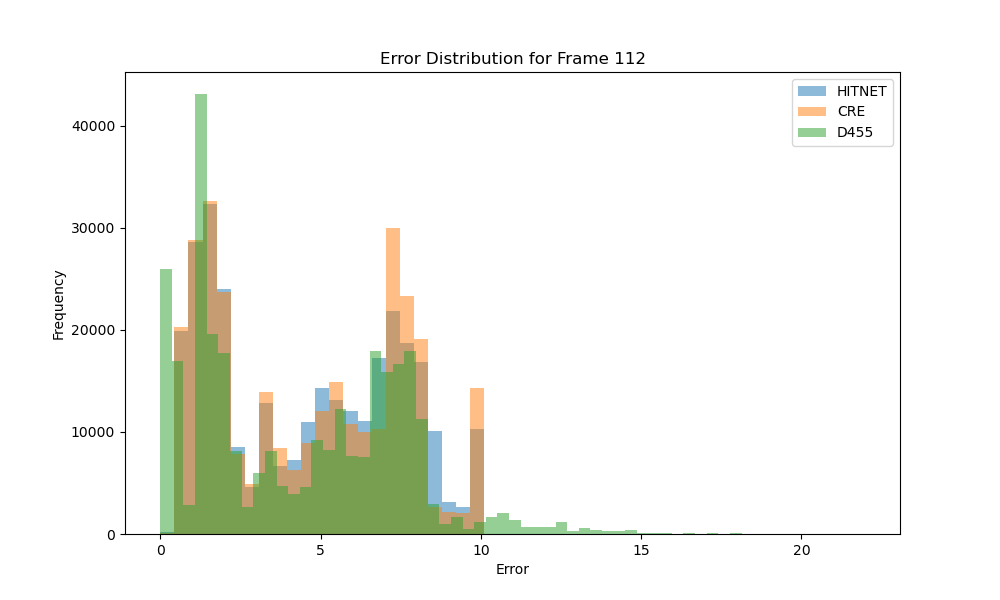 Error Distribution for Frame 112
HITNET
CRE
D455
40000
30000
20000
10000
0
Frequency
0 5 10 15 20
Error